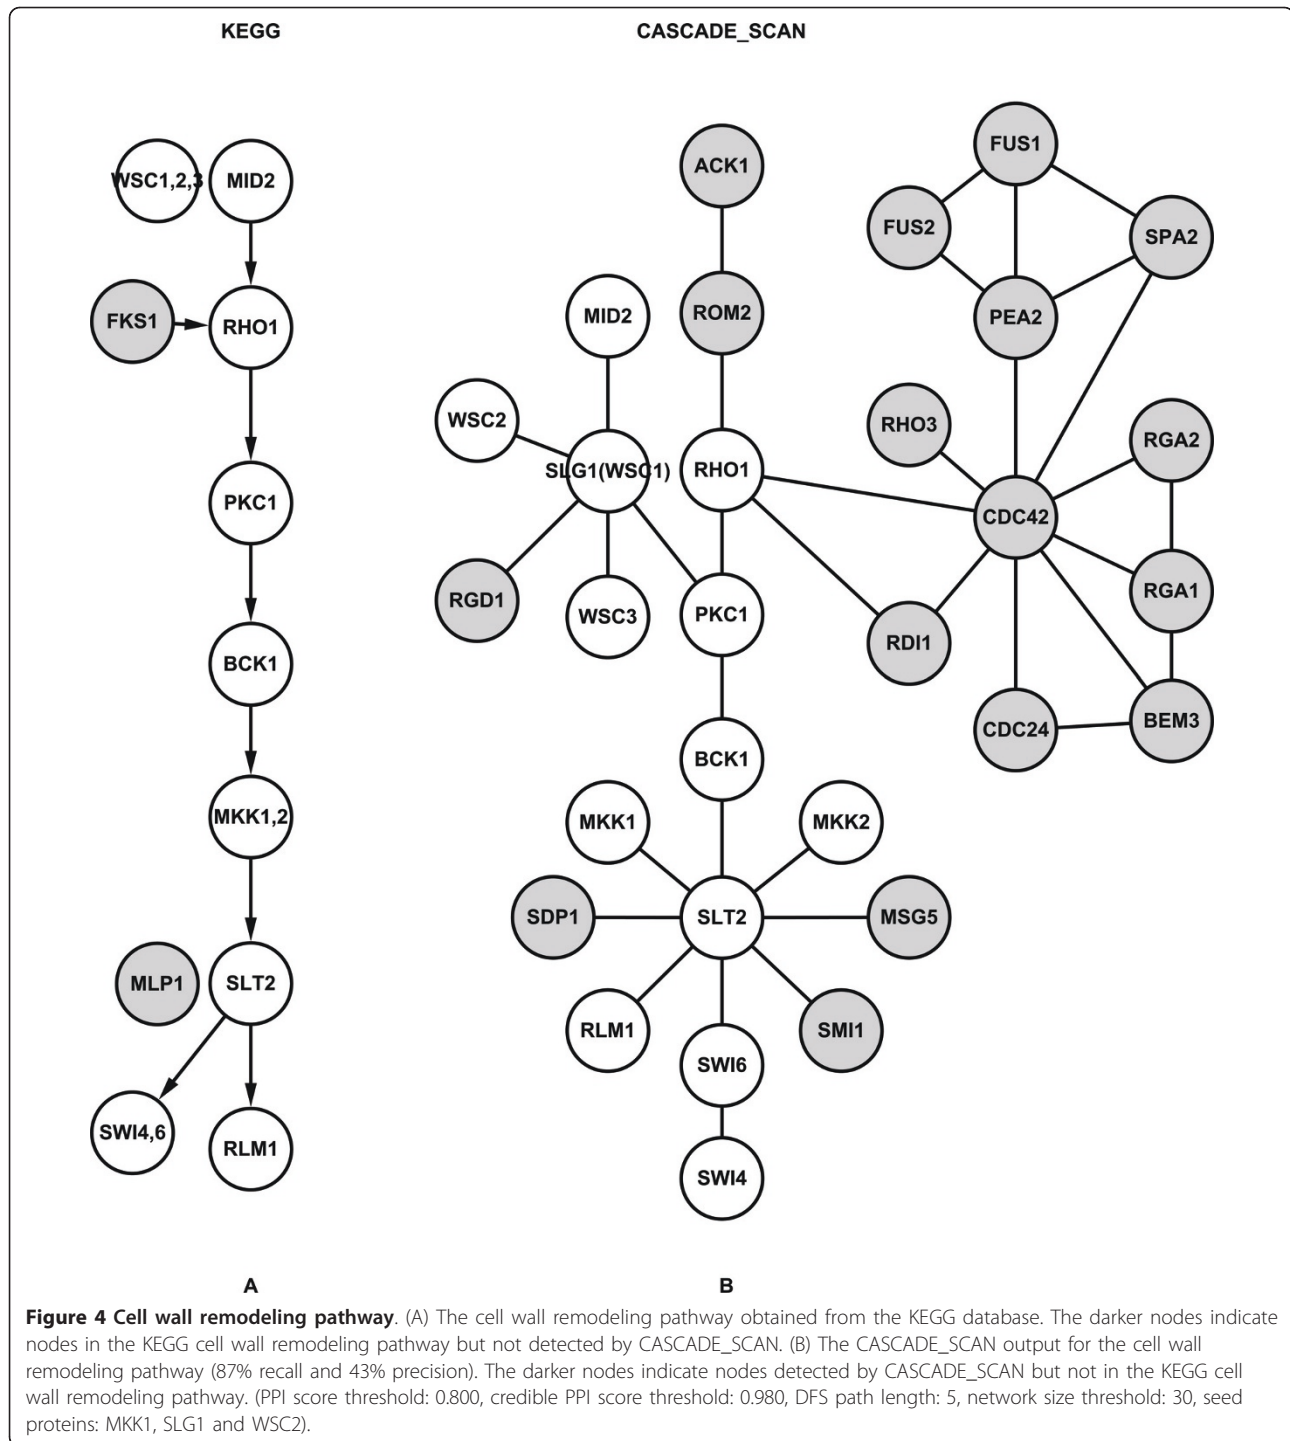 KEGG
CASCADE_SCAN
WSC1,2,3
MID2
FKS1
RHO1
PKC1
BCK1
MKK1,2
MLP1
SLT2
SWI4,6
RLM1
A
ACK1
FUS1
FUS2
SPA2
MID2
ROM2
PEA2
WSC2
RHO3
RGA2
SLG1(WSC1)
RHO1
CDC42
RGD1
WSC3
PKC1
RDI1
RGA1
CDC24
BEM3
BCK1
MKK1
MKK2
SDP1
SLT2
MSG5
RLM1
SWI6
SMI1
SWI4
B
Figure 4 Cell wall remodeling pathway. (A) The cell wall remodeling pathway obtained from the KEGG database. The darker nodes indicate
nodes in the KEGG cell wall remodeling pathway but not detected by CASCADE_SCAN. (B) The CASCADE_SCAN output for the cell wall
remodeling pathway (87% recall and 43% precision). The darker nodes indicate nodes detected by CASCADE_SCAN but not in the KEGG cell
wall remodeling pathway. (PPI score threshold: 0.800, credible PPI score threshold: 0.980, DFS path length: 5, network size threshold: 30, seed
proteins: MKK1, SLG1 and WSC2).